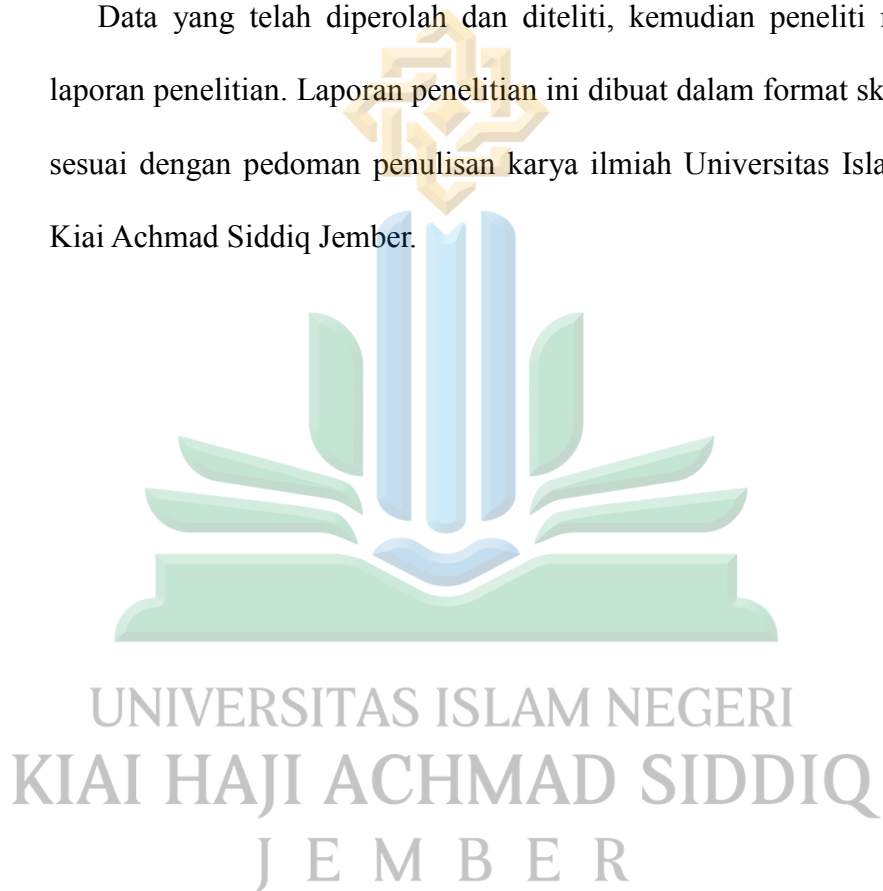 Data yang telah diperolah dan diteliti, kemudian peneliti
laporan penelitian. Laporan penelitian ini dibuat dalam format
sesuai dengan pedoman penulisan karya ilmiah Universitas
Kiai Achmad Siddiq Jember.
UNIVERSITAS ISLAM NEGERI
KIAI HAJI ACHMAD SIDDIQ
JEMBER